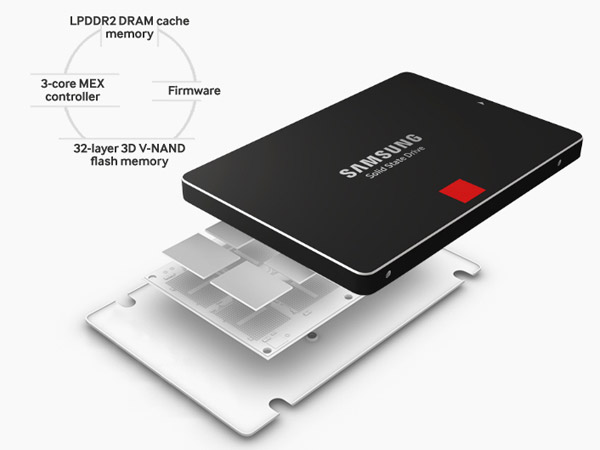 LPDDR2 DRAM cache
memory
3-core MEX
controller
Firmware
32-layer 3D V-NAND
flash memory
SAMSUNG
Solid State Drive